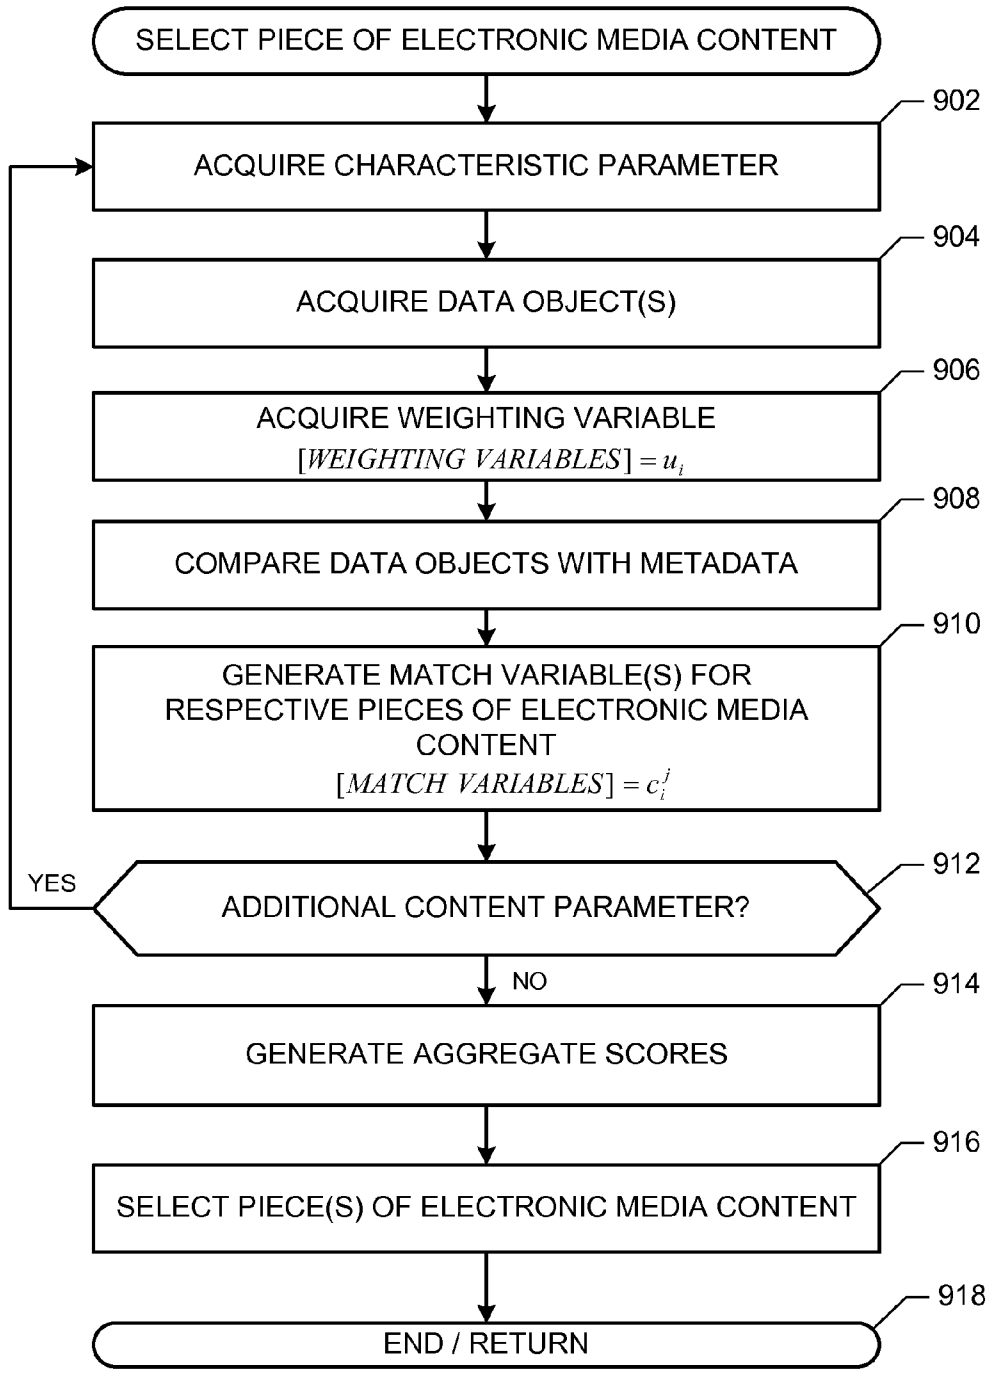 SELECT PIECE OF ELECTRONIC MEDIA CONTENT
902
ACQUIRE CHARACTERISTIC PARAMETER
904
ACQUIRE DATA OBJECT(S)
906
ACQUIRE WEIGHTING VARIABLE
[WEIGHTING VARIABLES] = u_i
908
COMPARE DATA OBJECTS WITH METADATA
910
GENERATE MATCH VARIABLE(S) FOR
RESPECTIVE PIECES OF ELECTRONIC MEDIA
CONTENT
[MATCH VARIABLES] = c_i^j
912
YES
ADDITIONAL CONTENT PARAMETER?
NO
914
GENERATE AGGREGATE SCORES
916
SELECT PIECE(S) OF ELECTRONIC MEDIA CONTENT
918
END / RETURN